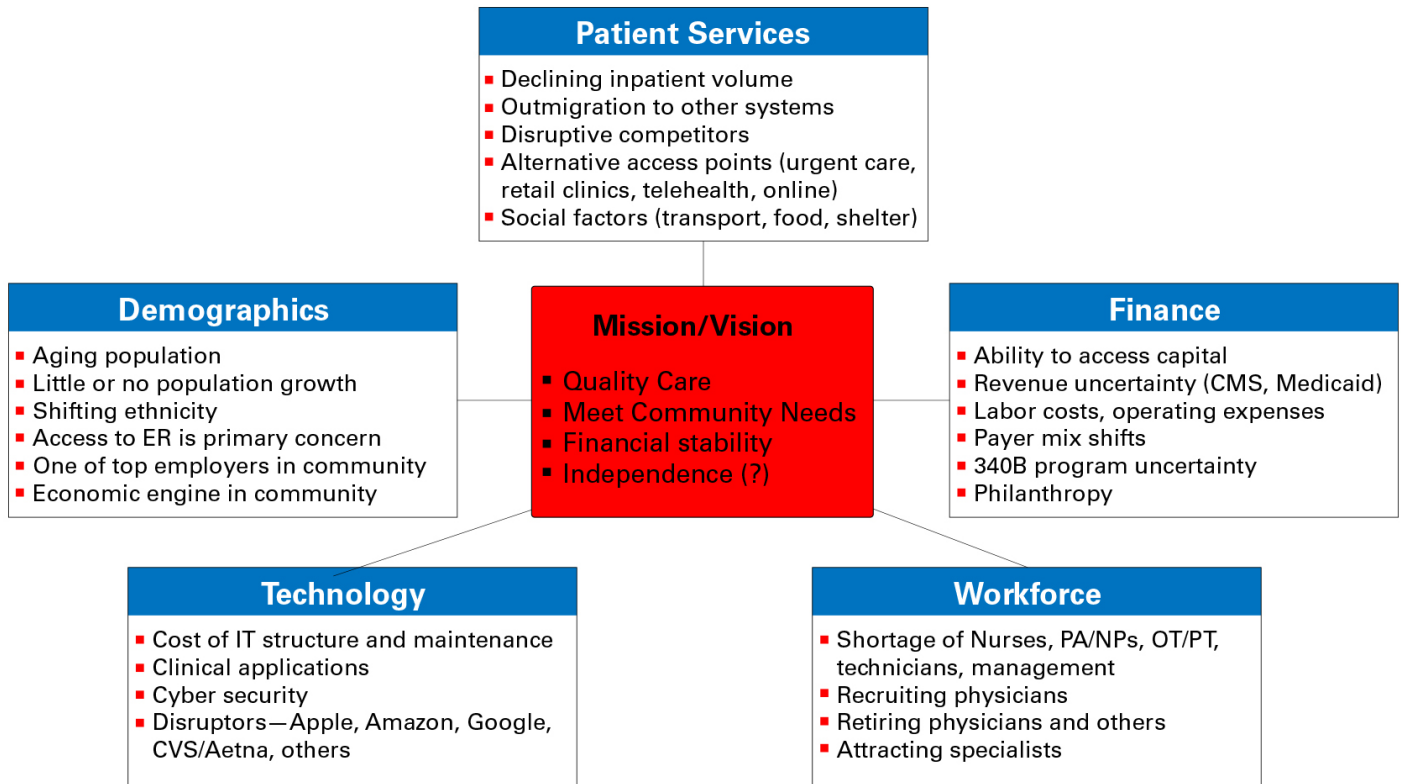 Patient Services
Declining inpatient volume
Outmigration to other systems
Disruptive competitors
Alternative access points (urgent care,
retail clinics, telehealth, online)
Social factors (transport, food, shelter)
Demographics
Aging population
Little or no population growth
Shifting ethnicity
Access to ER is primary concern
One of top employers in community
Economic engine in community
Mission/Vision
Quality Care
Meet Community Needs
Financial stability
Independence (?)
Finance
Ability to access capital
Revenue uncertainty (CMS, Medicaid)
Labor costs, operating expenses
Payer mix shifts
340B program uncertainty
Philanthropy
Technology
Cost of IT structure and maintenance
Clinical applications
Cyber security
Disruptors—Apple, Amazon, Google,
CVS/Aetna, others
Workforce
Shortage of Nurses, PA/NPs, OT/PT,
technicians, management
Recruiting physicians
Retiring physicians and others
Attracting specialists